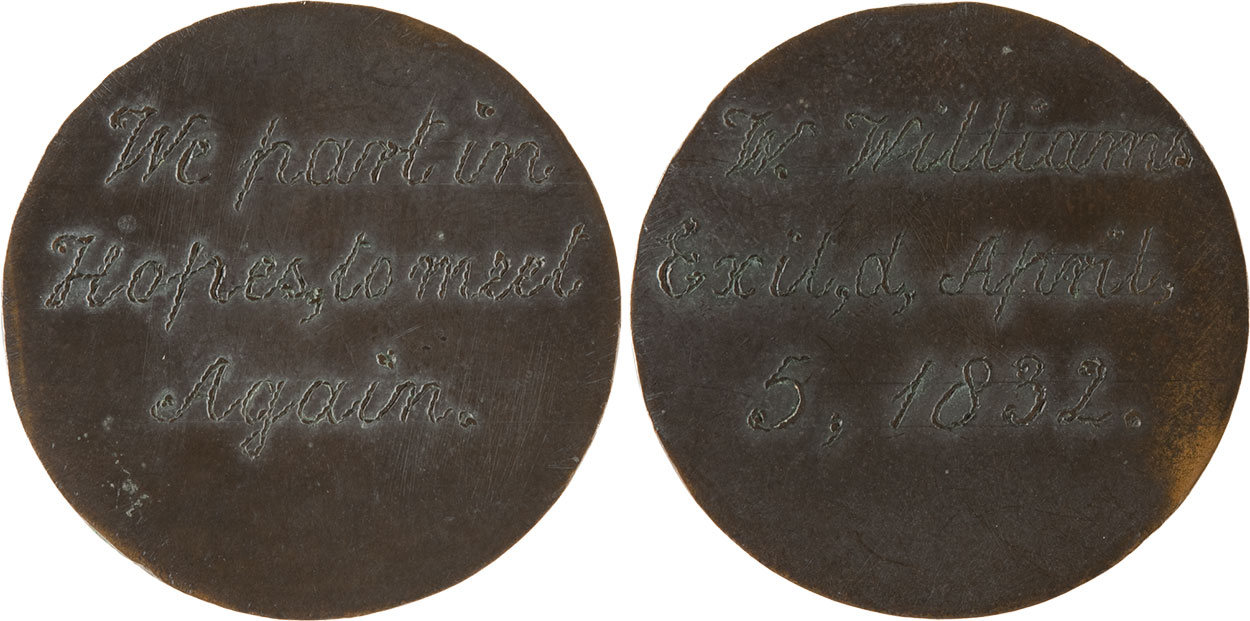 We part in
Hopes, to meet
Again.
W. Williams
Exil,d, April,
5, 1832.